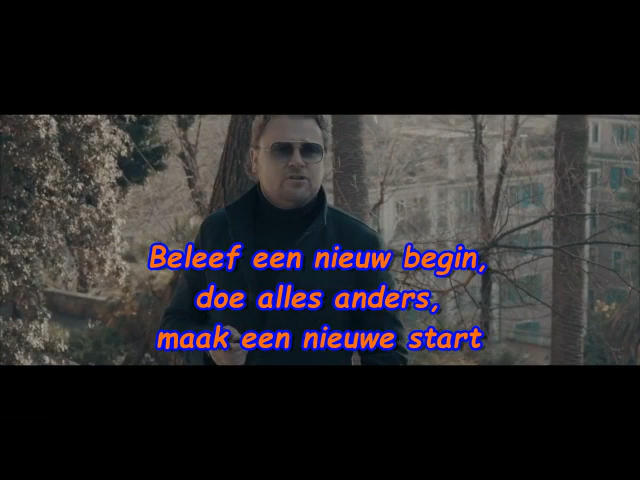 Beleef een nieuw begin,
doe alles anders,
maak een nieuwe start